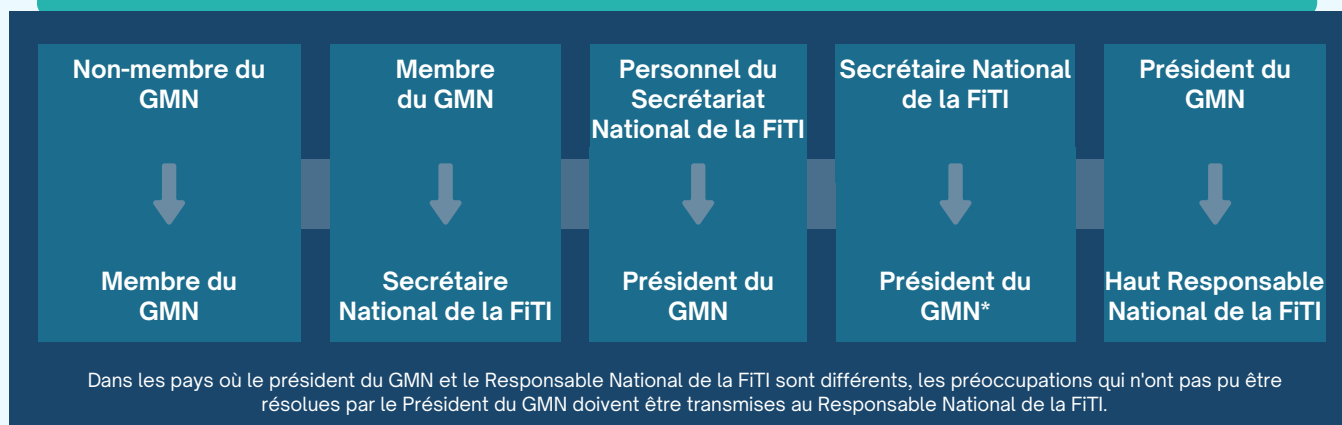 Non-membre du
GMN
Membre
du GMN
Personnel du
Secrétariat
National de la FiTI
Secrétaire National
de la FiTI
Président du
GMN
Membre du
GMN
Secrétaire
National de la FiTI
Président du
GMN
Président du
GMN*
Haut Responsable
National de la FiTI
Dans les pays où le président du GMN et le Responsable National de la FiTI sont différents, les préoccupations qui n'ont pas pu être
résolues par le Président du GMN doivent être transmises au Responsable National de la FiTI.